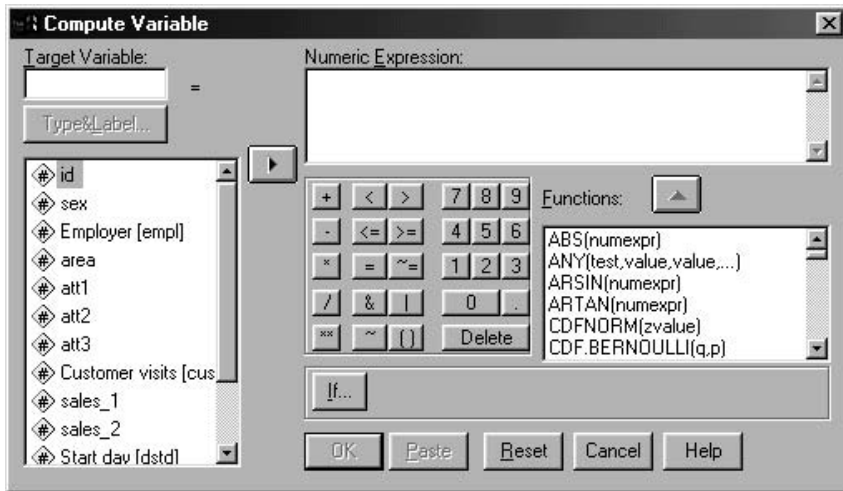 Compute Variable
Target Variable:
=
Type&Label...
Numeric Expression:
id
sex
Employer [empl]
area
att1
att2
att3
Customer visits [cus
sales_1
sales_2
Start day [dstd]
+ < > 7 8 9
- <= >= 4 5 6
* = ~= 1 2 3
/ & | 0 .
** ~ () Delete
Functions:
ABS(numexpr)
ANY(test,value,value,...)
ARSIN(numexpr)
ARTAN(numexpr)
CDFNORM(zvalue)
CDF.BERNOULLI(q,p)
If...
OK Paste Reset Cancel Help